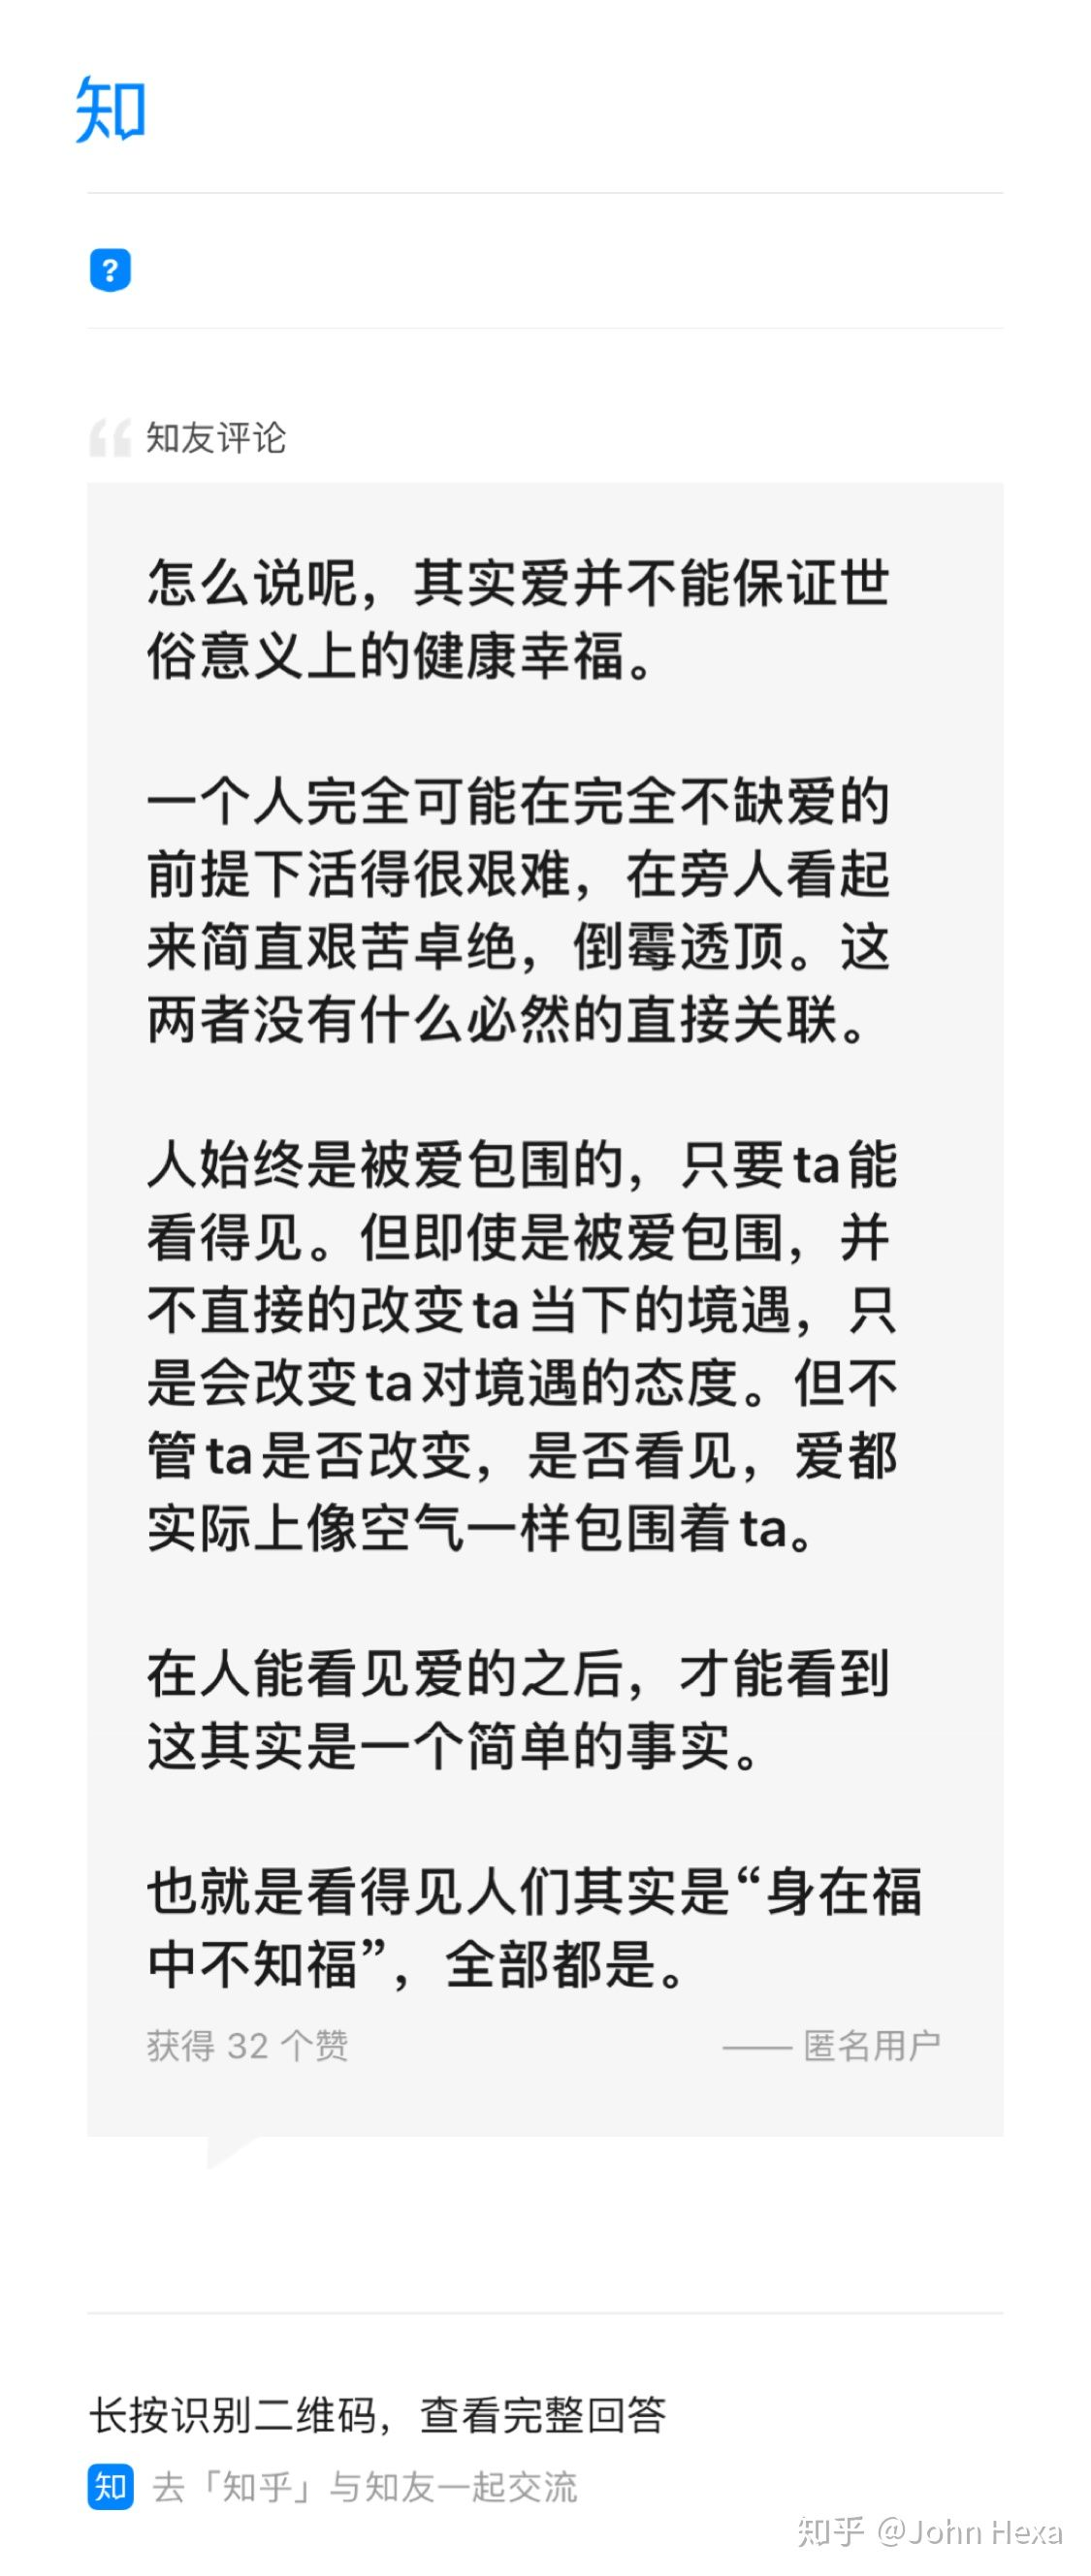 知
?
知友评论
怎么说呢，其实爱并不能保证世
俗意义上的健康幸福。
一个人完全可能在完全不缺爱的
前提下活得很艰难，在旁人看起
来简直艰苦卓绝，倒霉透顶。这
两者没有什么必然的直接关联。
人始终是被爱包围的，只要ta能
看得见。但即使是被爱包围，并
不直接的改变ta当下的境遇，只
是会改变ta对境遇的态度。但不
管ta是否改变，是否看见，爱都
实际上像空气一样包围着ta。
在人能看见爱的之后，才能看到
这其实是一个简单的事实。
也就是看得见人们其实是“身在福
中不知福”，全部都是。
获得 32 个赞 —— 匿名用户
长按识别二维码，查看完整回答
知 去「知乎」与知友一起交流
知乎 @John Hexa